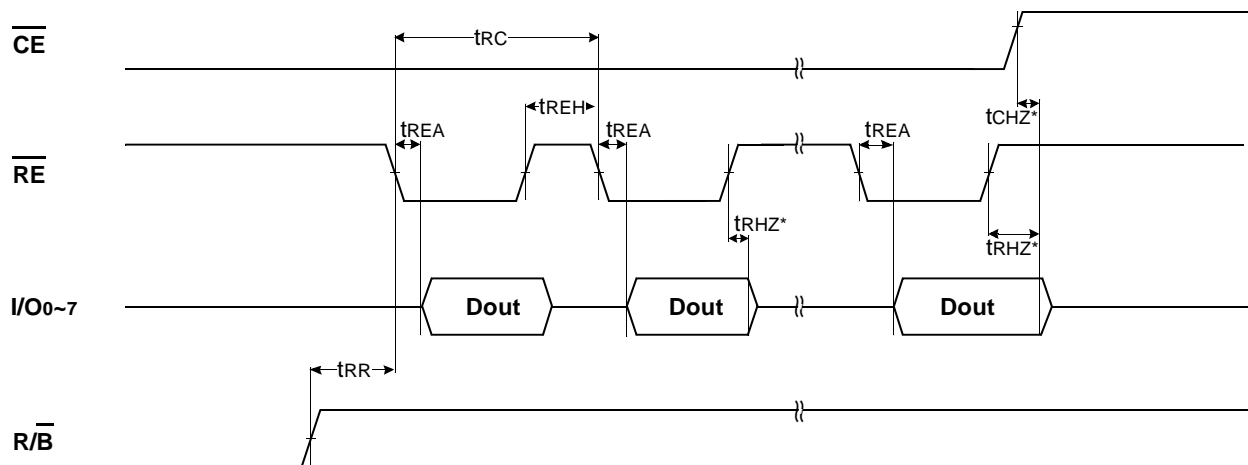 CE
tRC
tREH
tCHZ*
tREA
tREA
tREA
RE
tRHZ*
tRHZ*
I/O0~7
Dout
Dout
Dout
tRR
R/B